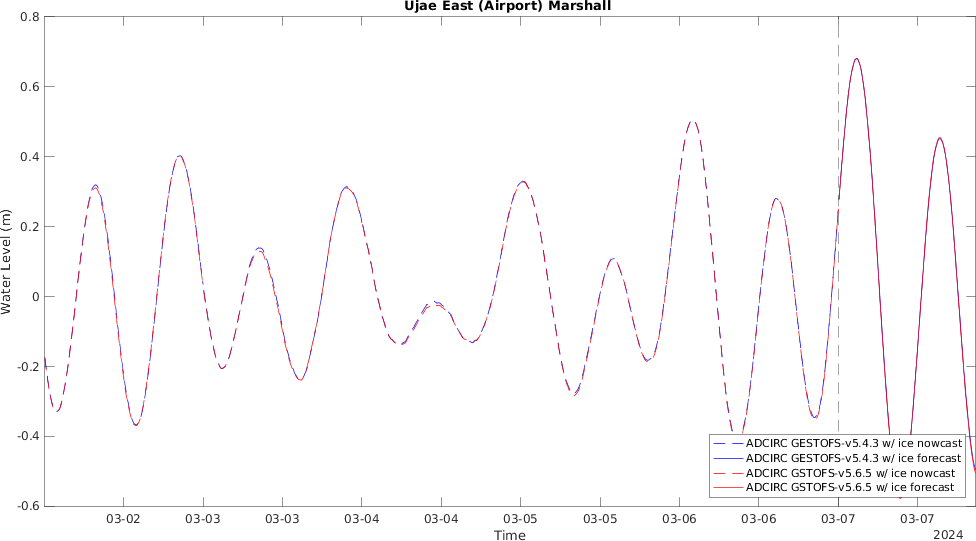 Ujae East (Airport) Marshall
0.8
0.6
0.4
0.2
0
-0.2
-0.4
-0.6
Water Level (m)
ADCIRC GESTOFS-v5.4.3 w/ ice nowcast
ADCIRC GESTOFS-v5.4.3 w/ ice forecast
ADCIRC GSTOFS-v5.6.5 w/ ice nowcast
ADCIRC GSTOFS-v5.6.5 w/ ice forecast
03-02 03-03 03-03 03-04 03-04 03-05 03-05 03-06 03-06 03-07 03-07
Time
2024